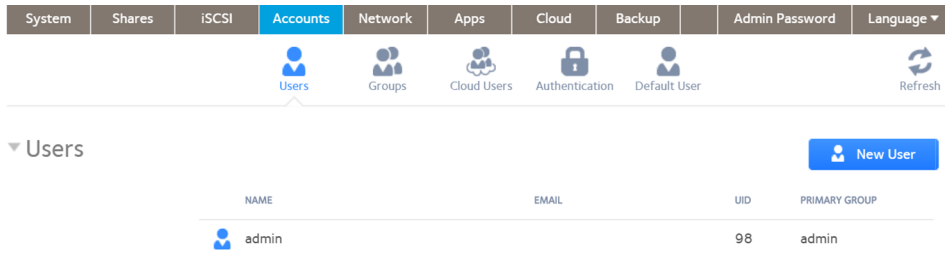 System Shares iSCSI Accounts Network Apps Cloud Backup Admin Password Language
Users Groups Cloud Users Authentication Default User Refresh
Users New User
NAME EMAIL UID PRIMARY GROUP
admin 98 admin